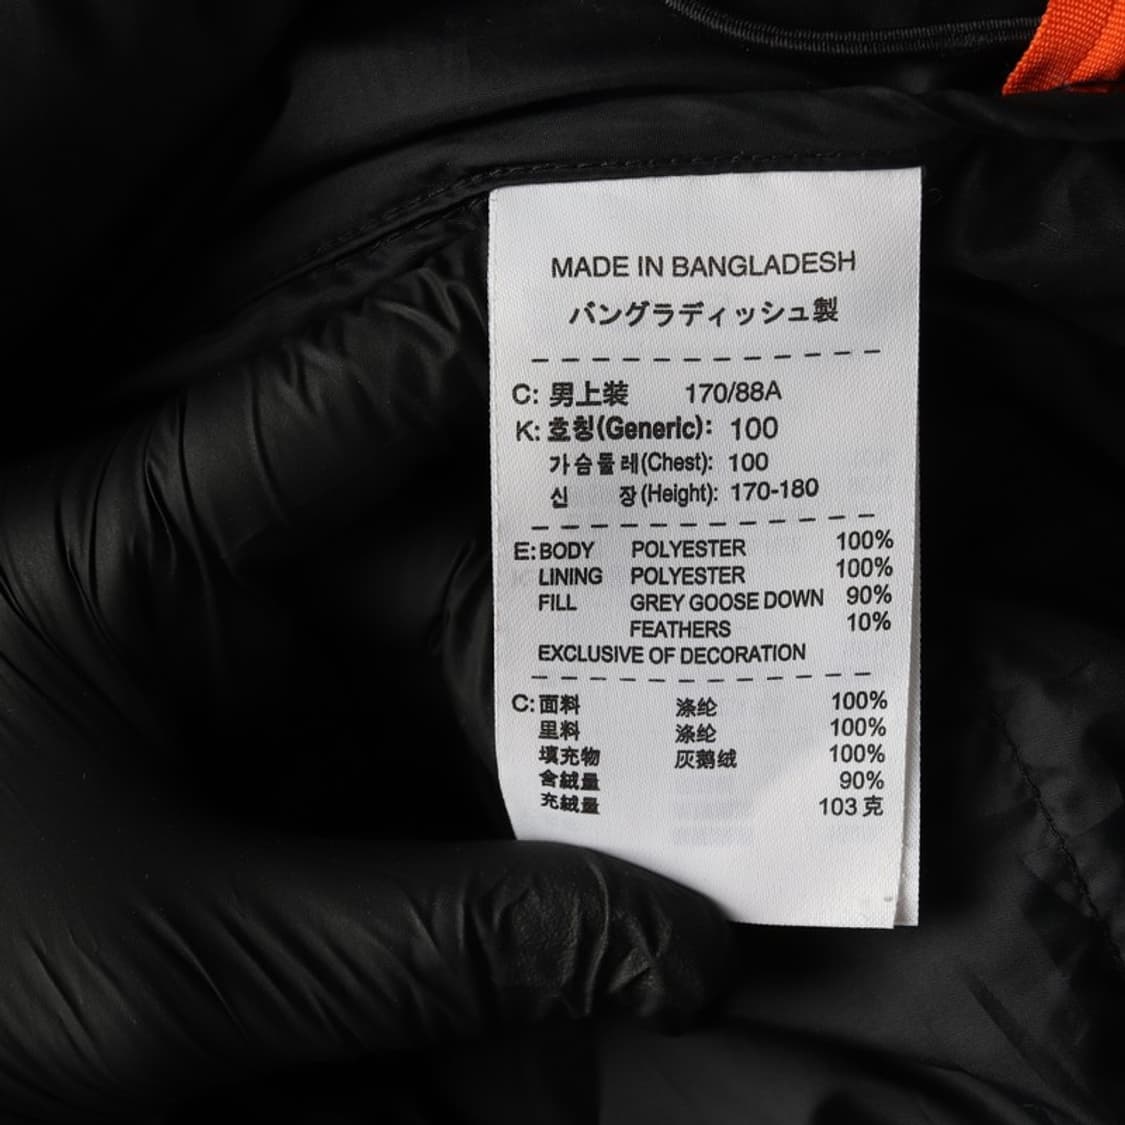 MADE IN BANGLADESH
バングラディッシュ製
C: 男上装 170/88A
K: 호칭(Generic): 100
가슴둘레(Chest): 100
신 장(Height): 170-180
E: BODY POLYESTER 100%
LINING POLYESTER 100%
FILL GREY GOOSE DOWN 90%
FEATHERS 10%
EXCLUSIVE OF DECORATION
C: 面料 涤纶 100%
里料 涤纶 100%
填充物 灰鹅绒 100%
含絨量 90%
充絨量 103克